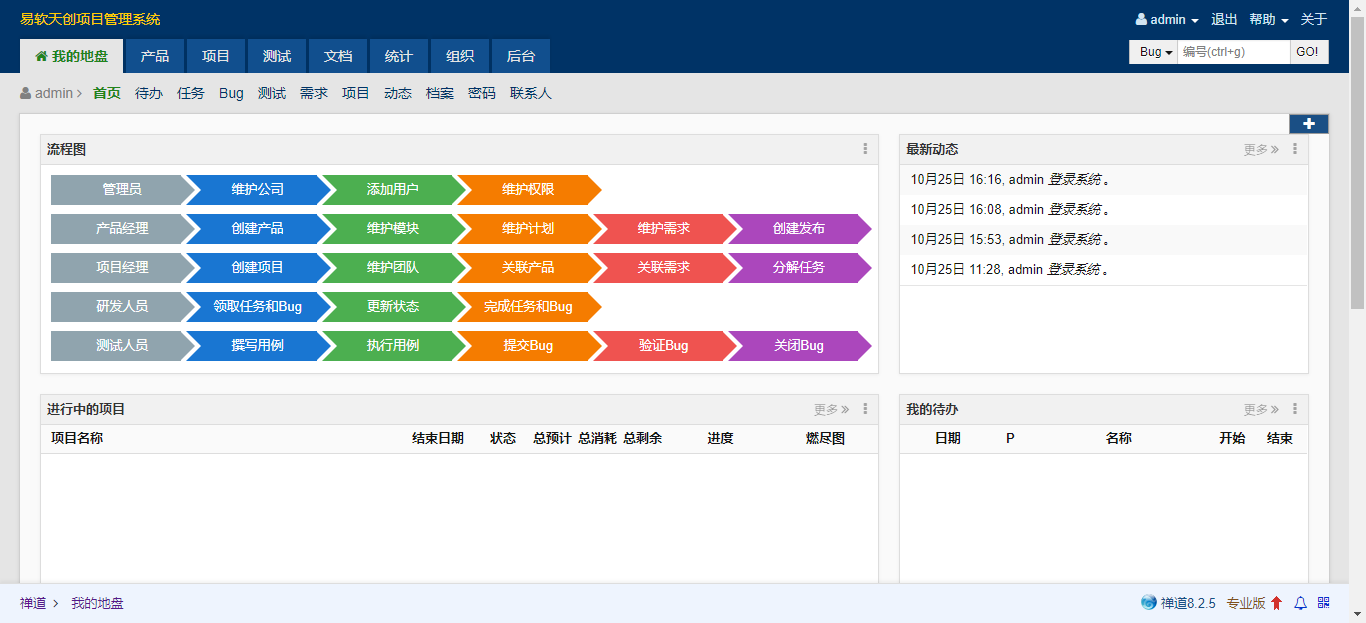 易软天创项目管理系统
admin 退出 帮助 关于
我的地盘 产品 项目 测试 文档 统计 组织 后台
Bug 编号(ctrl+g) GO!
admin 首页 待办 任务 Bug 测试 需求 项目 动态 档案 密码 联系人
流程图
管理员 维护公司 添加用户 维护权限
产品经理 创建产品 维护模块 维护计划 维护需求 创建发布
项目经理 创建项目 维护团队 关联产品 关联需求 分解任务
研发人员 领取任务和Bug 更新状态 完成任务和Bug
测试人员 撰写用例 执行用例 提交Bug 验证Bug 关闭Bug
最新动态 更多
10月25日 16:16, admin 登录系统 。
10月25日 16:08, admin 登录系统 。
10月25日 15:53, admin 登录系统 。
10月25日 11:28, admin 登录系统 。
进行中的项目 更多
项目名称 结束日期 状态 总预计 总消耗 总剩余 进度 燃尽图
我的待办 更多
日期 P 名称 开始 结束
禅道 我的地盘
禅道8.2.5 专业版